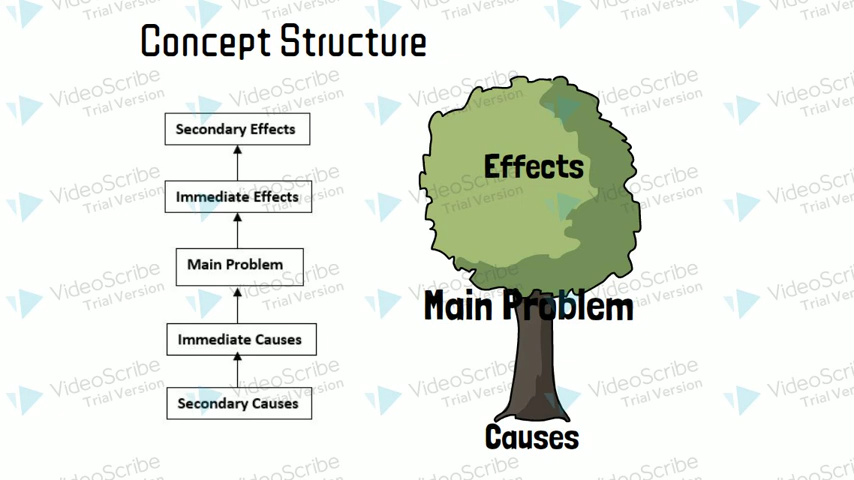 Concept Structure
Secondary Effects
Immediate Effects
Main Problem
Immediate Causes
Secondary Causes
Effects
Main Problem
Causes
VideoScribe
Trial Version